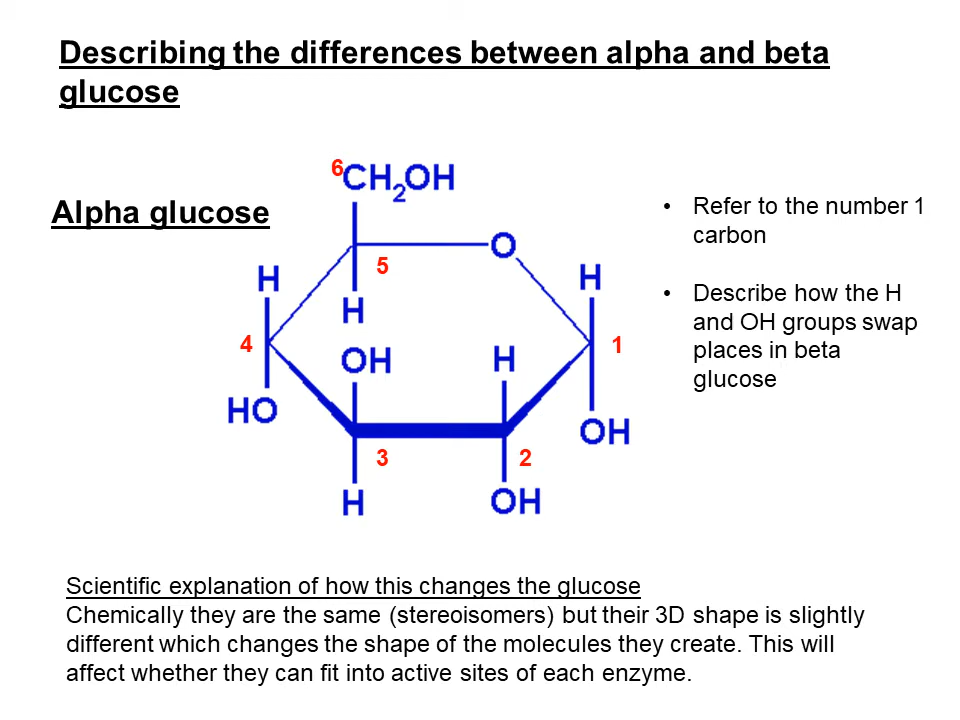 Describing the differences between alpha and beta
glucose
6
CH2OH
Alpha glucose
O
5
H
H
H
4
OH
H
1
HO
OH
3
2
H
OH
• Refer to the number 1
carbon
• Describe how the H
and OH groups swap
places in beta
glucose
Scientific explanation of how this changes the glucose
Chemically they are the same (stereoisomers) but their 3D shape is slightly
different which changes the shape of the molecules they create. This will
affect whether they can fit into active sites of each enzyme.